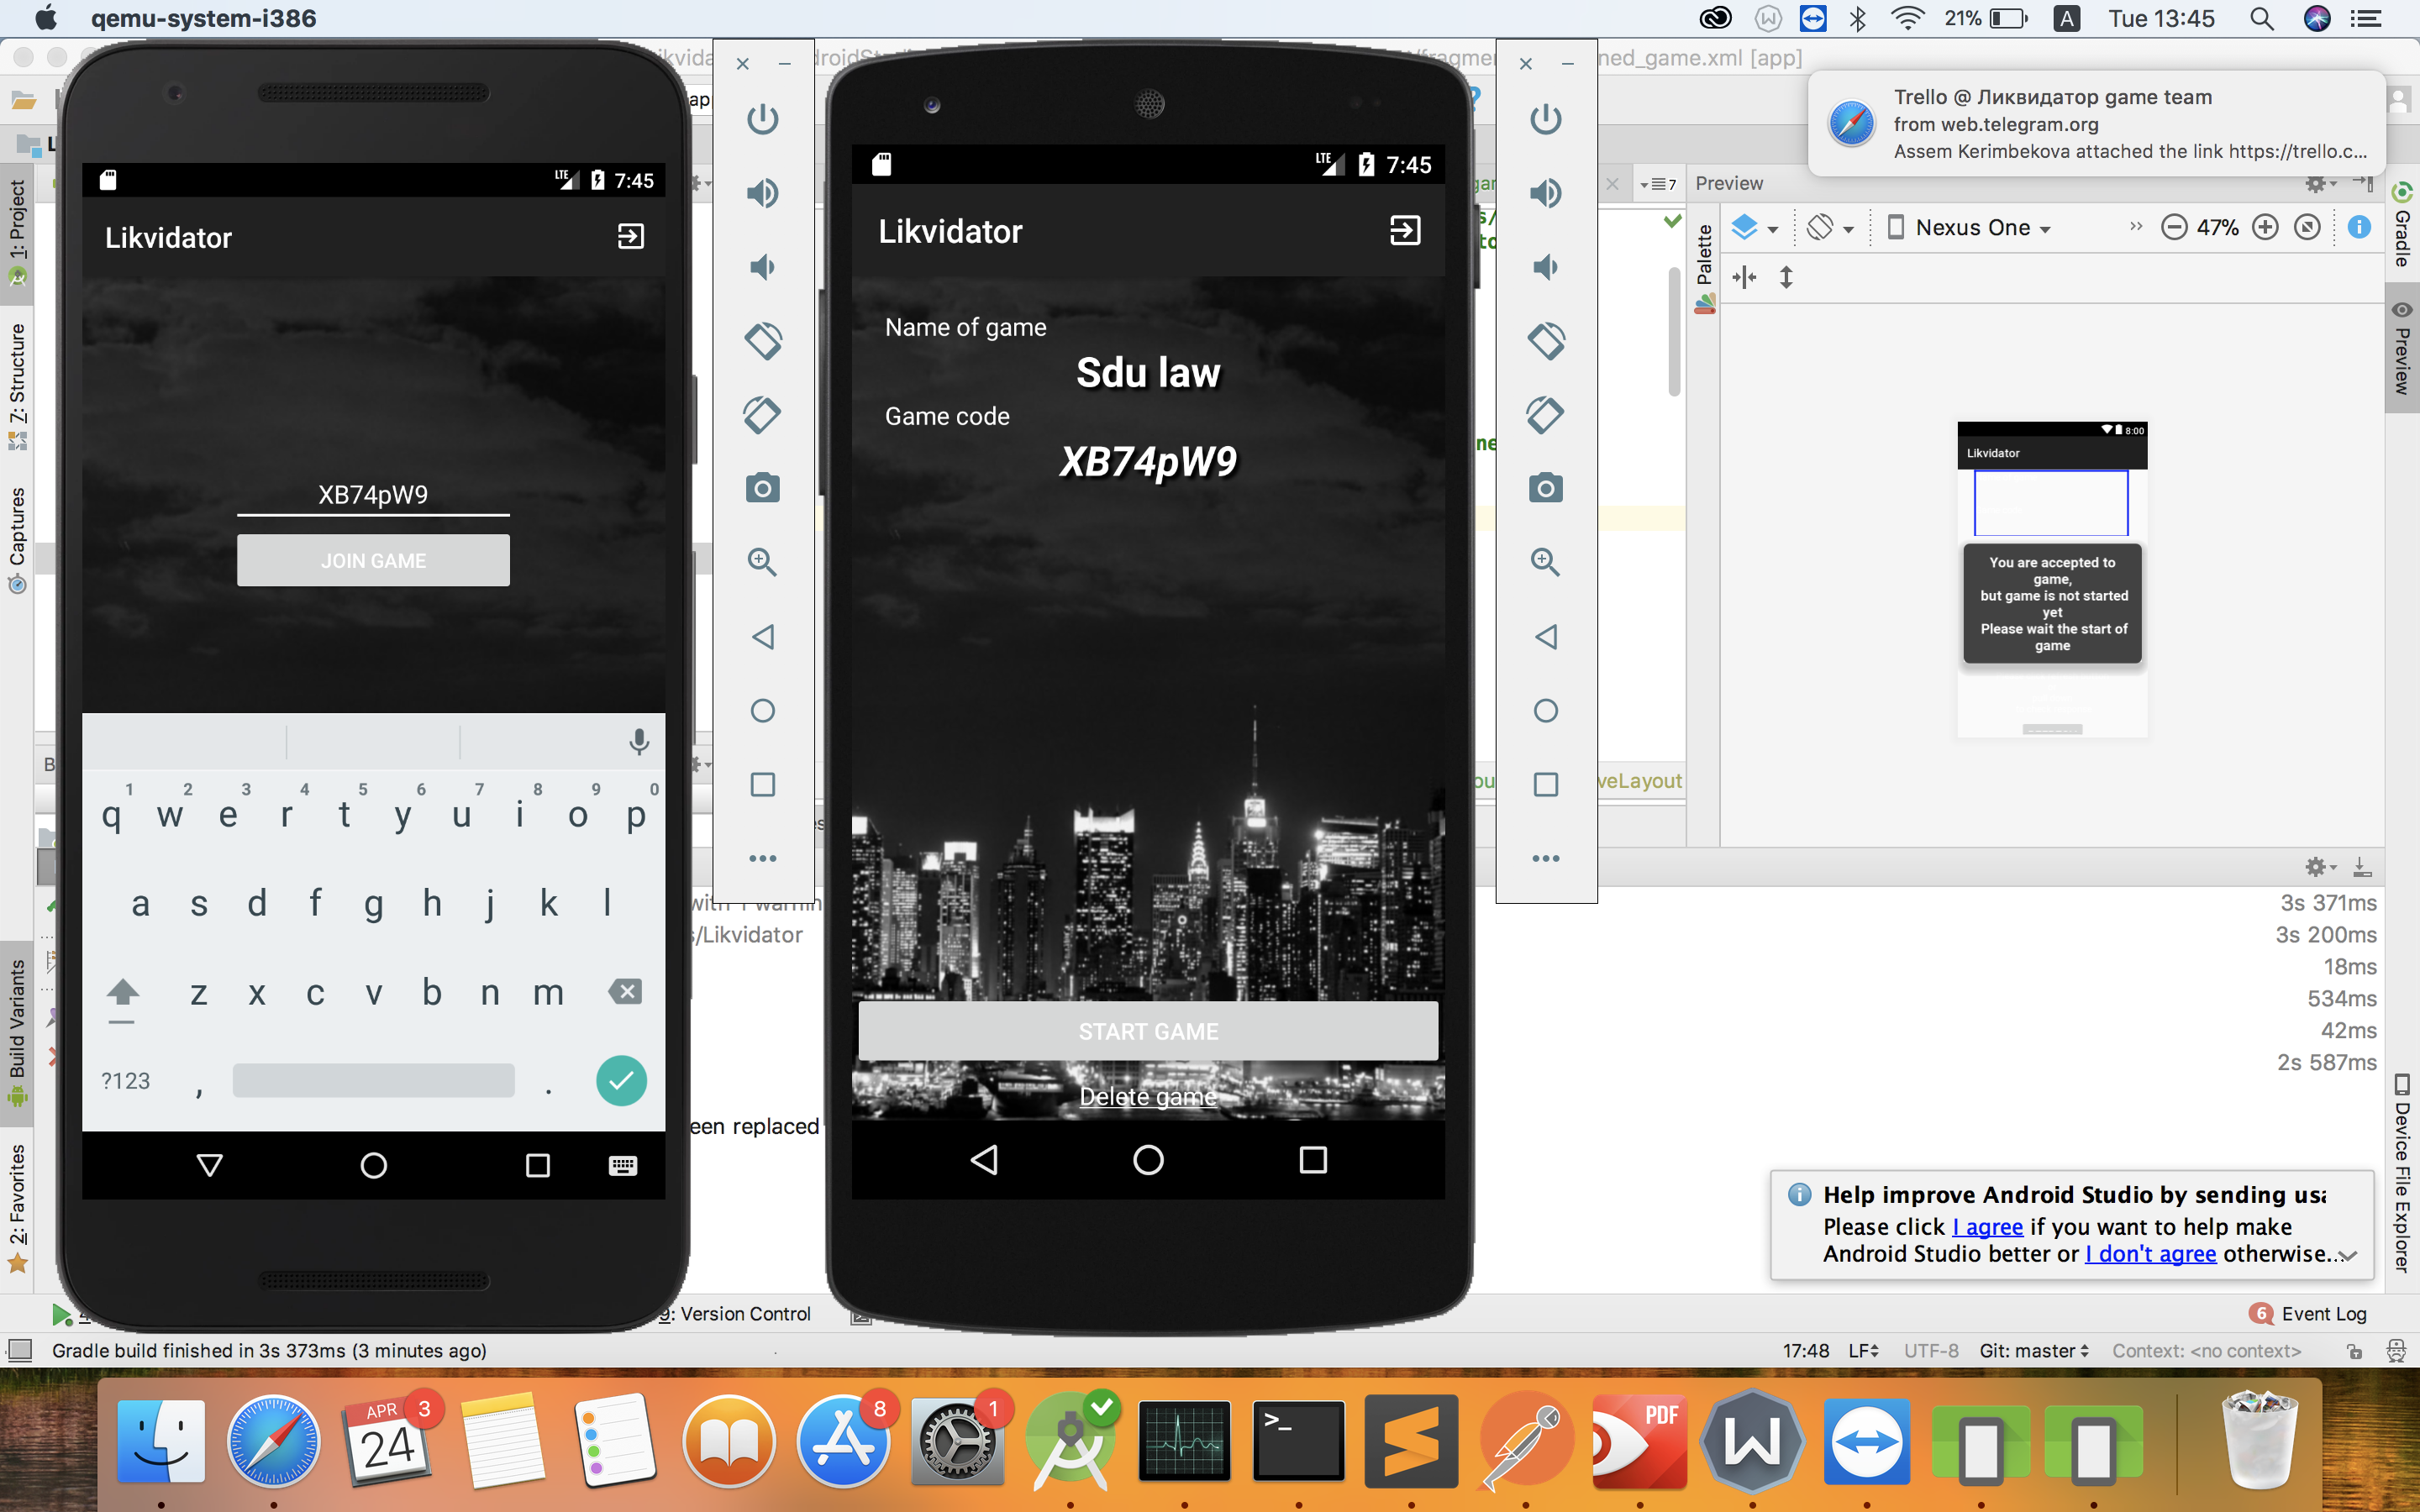 qemu-system-i386
21%
A
Tue 13:45
ned_game.xml [app]
Trello @ Ликвидатор game team
from web.telegram.org
Assem Kerimbekova attached the link https://trello.c...
1: Project
7: Structure
Captures
Build Variants
2: Favorites
LTE
7:45
Likvidator
XB74pW9
JOIN GAME
1 2 3 4 5 6 7 8 9 0
q w e r t y u i o p
a s d f g h j k l
z x c v b n m
?123 , .
LTE
7:45
Likvidator
Name of game
Sdu law
Game code
XB74pW9
START GAME
Delete game
7
Preview
Palette
Nexus One
47%
Gradle
Preview
8:00
Likvidator
You are accepted to
game,
but game is not started
yet
Please wait the start of
game
veLayout
s/Likvidator
een replaced
3s 371ms
3s 200ms
18ms
534ms
42ms
2s 587ms
Device File Explorer
Help improve Android Studio by sending usa
Please click I agree if you want to help make
Android Studio better or I don't agree otherwise...
9: Version Control
6 Event Log
Gradle build finished in 3s 373ms (3 minutes ago)
17:48 LF UTF-8 Git: master Context: <no context>
APR
24
3
8
1
>_
PDF